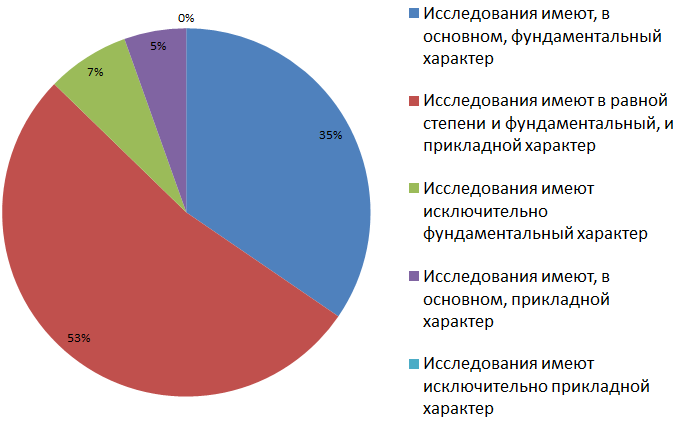 0%
5%
7%
35%
53%
Исследования имеют, в
основном, фундаментальный
характер
Исследования имеют в равной
степени и фундаментальный, и
прикладной характер
Исследования имеют
исключительно
фундаментальный характер
Исследования имеют, в
основном, прикладной
характер
Исследования имеют
исключительно прикладной
характер